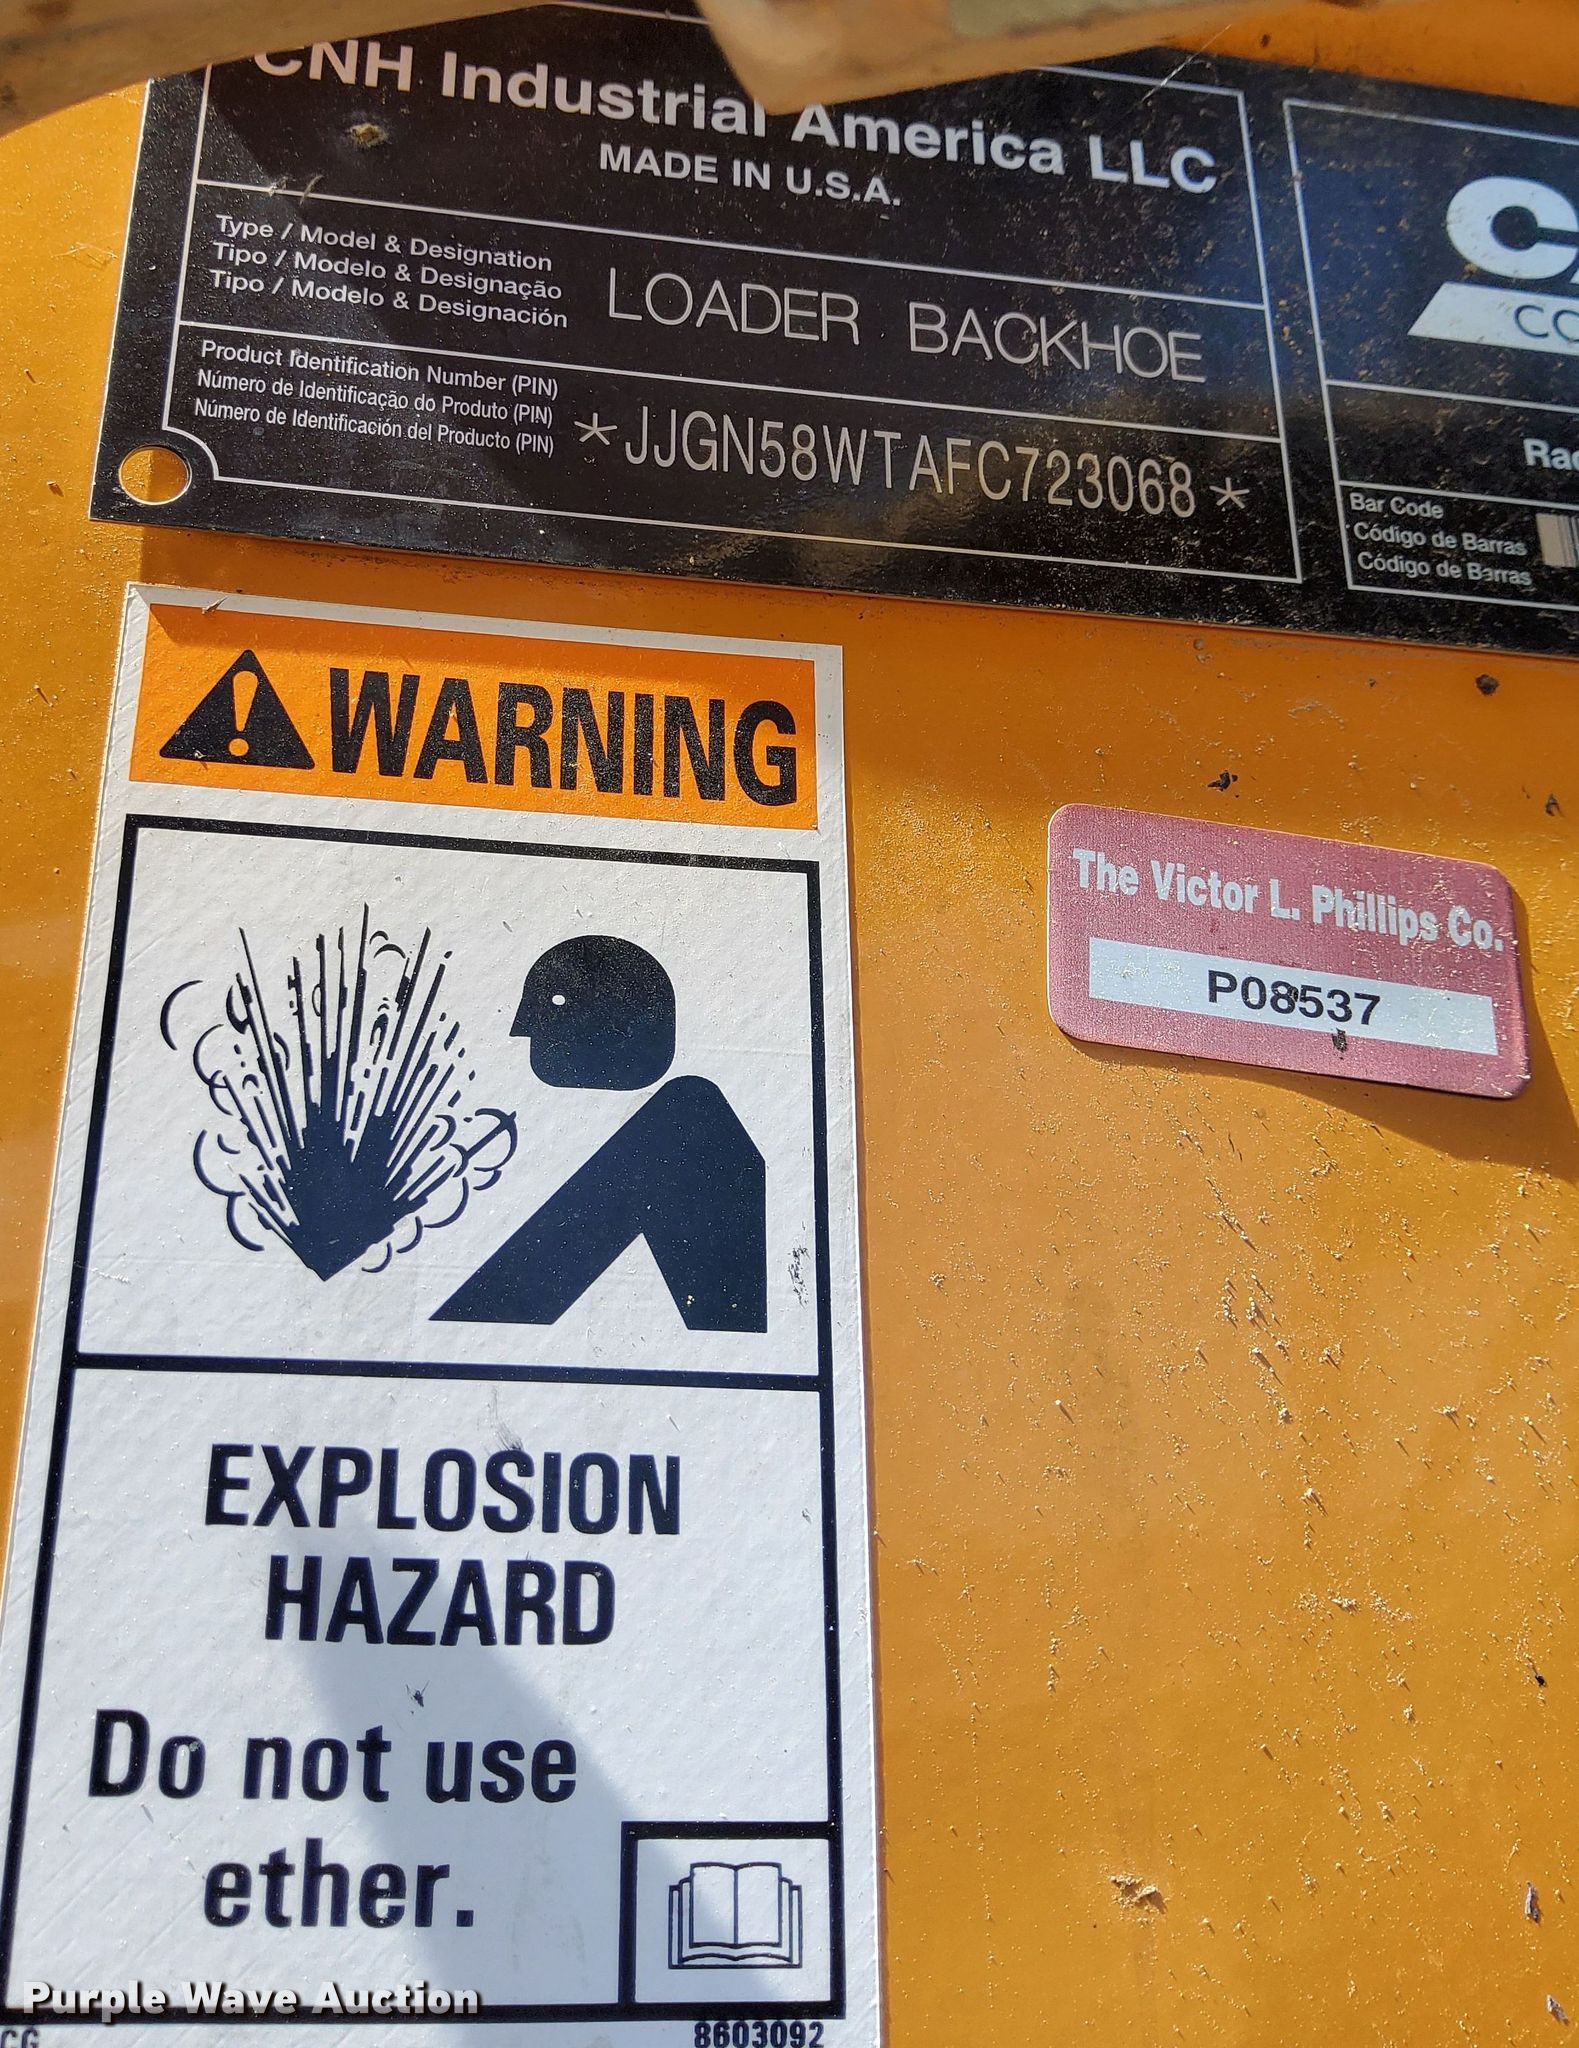 CNH Industrial America LLC
MADE IN U.S.A.
Type / Model & Designation
Tipo / Modelo & Designação
Tipo / Modelo & Designación
LOADER BACKHOE
Product Identification Number (PIN)
Número de Identificação do Produto (PIN)
Número de Identificación del Producto (PIN)
*JJGN58WTAFC723068*
Bar Code
Código de Barras
Código de Barras
WARNING
The Victor L. Phillips Co.
P08537
EXPLOSION
HAZARD
Do not use
ether.
Purple Wave Auction
CG
8603092